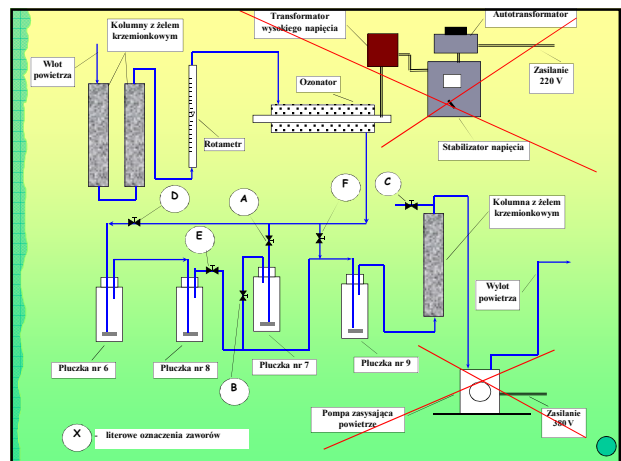 Transformator
wysokiego napięcia
Autotransformator
Kolumny z żelem
krzemionkowym
Wlot
powietrza
Ozonator
Zasilanie
220 V
Rotametr
Stabilizator napięcia
F
C
D
A
Kolumna z żelem
krzemionkowym
E
Wylot
powietrza
Płuczka nr 6
Płuczka nr 8
Płuczka nr 7
Płuczka nr 9
B
Pompa zasysająca
powietrze
Zasilanie
380 V
X - literowe oznaczenia zaworów